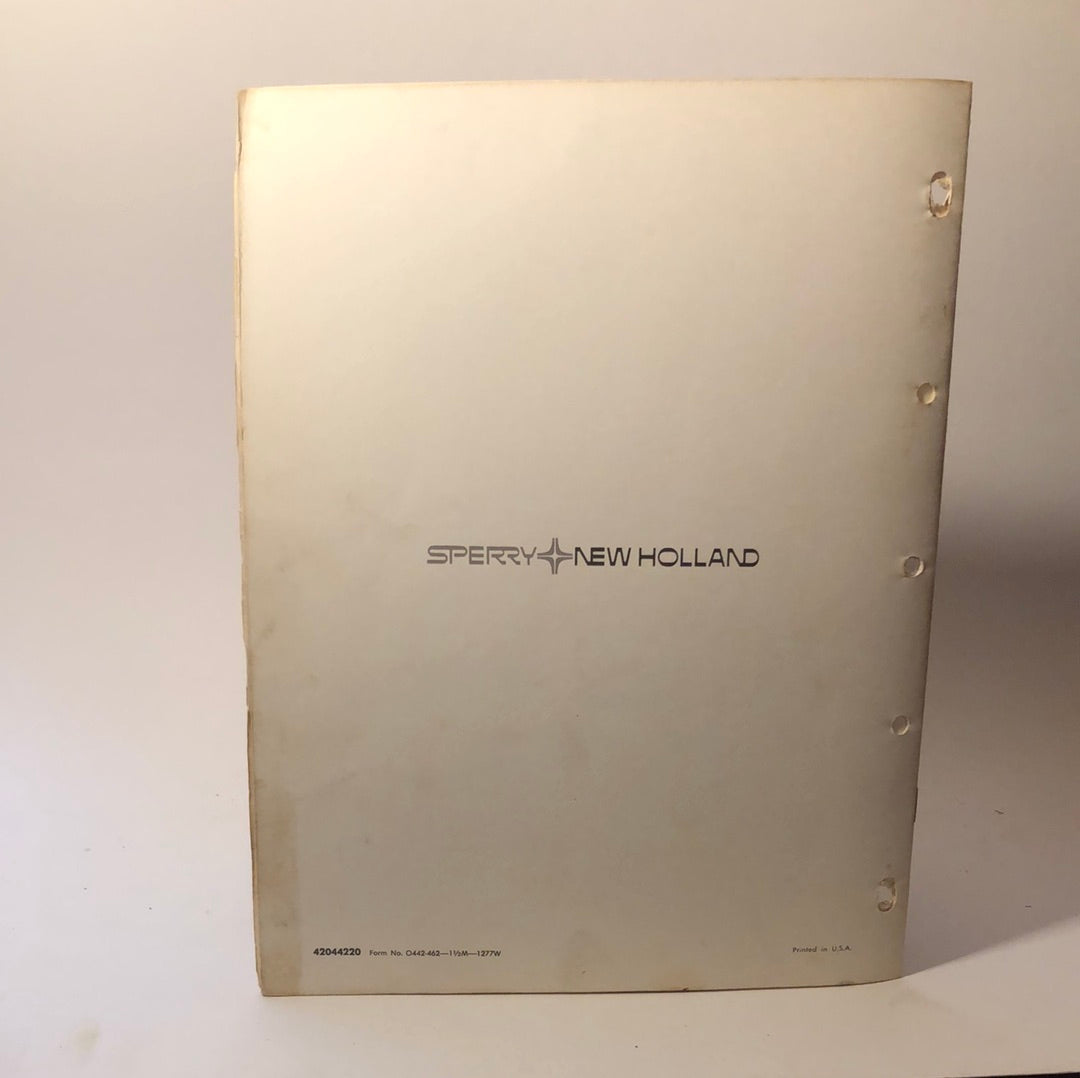 SPERRY NEW HOLLAND
42044220 Form No. O442-462—1½M—1277W
Printed in U.S.A.